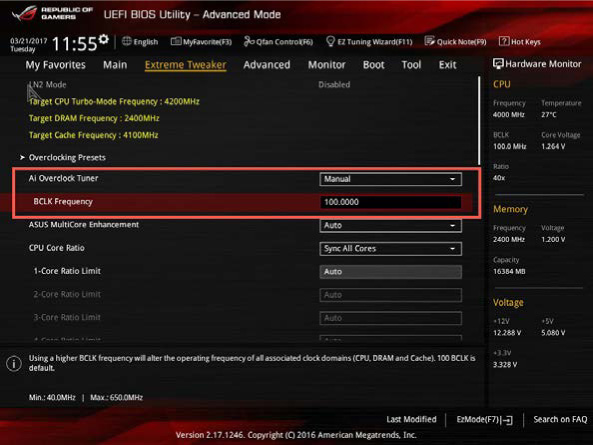 REPUBLIC OF
GAMERS
UEFI BIOS Utility – Advanced Mode
03/21/2017
Tuesday
11:55
English
MyFavorite(F3)
Qfan Control(F6)
EZ Tuning Wizard(F11)
Quick Note(F9)
Hot Keys
My Favorites
Main
Extreme Tweaker
Advanced
Monitor
Boot
Tool
Exit
Hardware Monitor
LN2 Mode
Disabled
Target CPU Turbo-Mode Frequency : 4200MHz
Target DRAM Frequency : 2400MHz
Target Cache Frequency : 4100MHz
Overclocking Presets
Ai Overclock Tuner
Manual
BCLK Frequency
100.0000
ASUS MultiCore Enhancement
Auto
CPU Core Ratio
Sync All Cores
1-Core Ratio Limit
Auto
2-Core Ratio Limit
Auto
3-Core Ratio Limit
Auto
4-Core Ratio Limit
Auto
CPU
Frequency
Temperature
4000 MHz
27°C
BCLK
Core Voltage
100.0 MHz
1.264 V
Ratio
40x
Memory
Frequency
Voltage
2400 MHz
1.200 V
Capacity
16384 MB
Voltage
+12V
+5V
12.288 V
5.080 V
+3.3V
3.328 V
Using a higher BCLK frequency will alter the operating frequency of all associated clock domains (CPU, DRAM and Cache). 100 BCLK is
default.
Min.: 40.0MHz | Max.: 650.0MHz
Last Modified
EzMode(F7)
Search on FAQ
Version 2.17.1246. Copyright (C) 2016 American Megatrends, Inc.